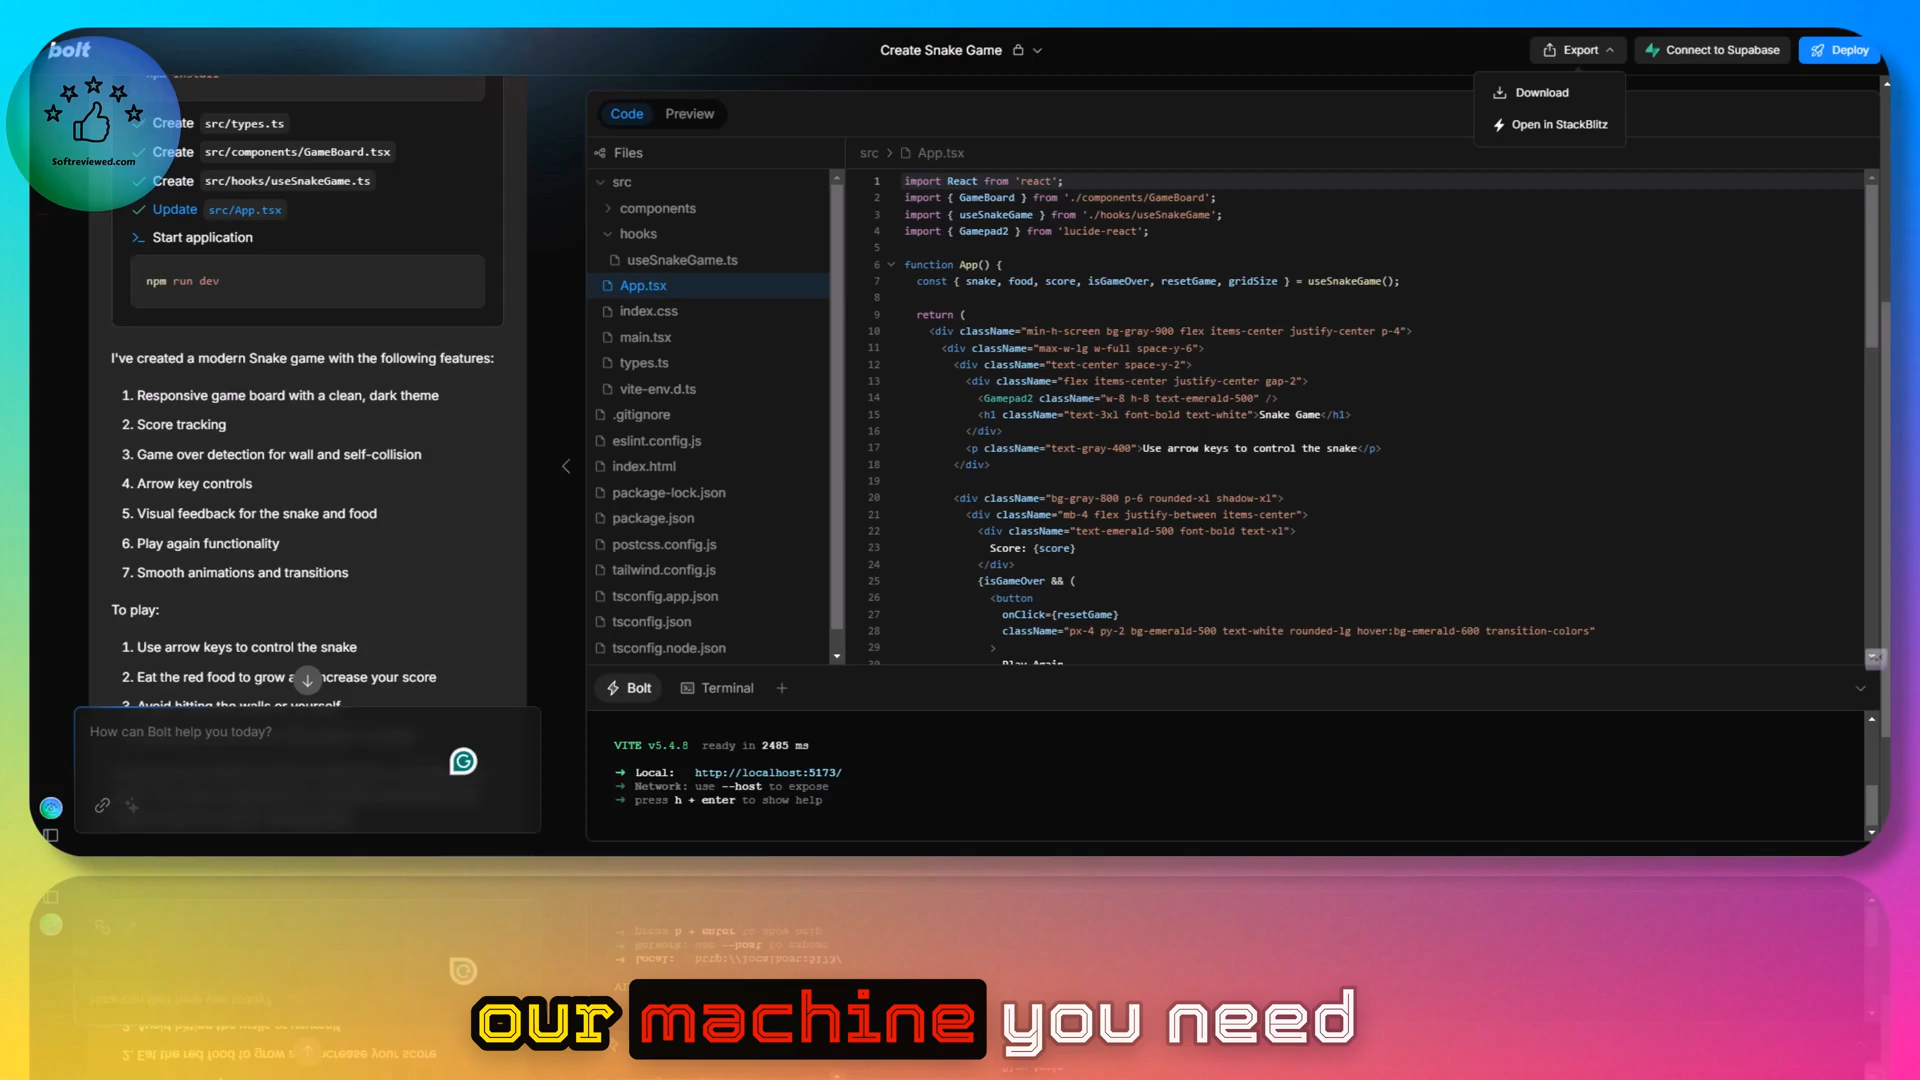 bolt
Create Snake Game
Export
Connect to Supabase
Deploy
Download
Open in StackBlitz
Softreviewed.com
npm install
Create src/types.ts
Create src/components/GameBoard.tsx
Create src/hooks/useSnakeGame.ts
Update src/App.tsx
Start application
npm run dev
I've created a modern Snake game with the following features:
1. Responsive game board with a clean, dark theme
2. Score tracking
3. Game over detection for wall and self-collision
4. Arrow key controls
5. Visual feedback for the snake and food
6. Play again functionality
7. Smooth animations and transitions
To play:
1. Use arrow keys to control the snake
2. Eat the red food to grow a increase your score
3. Avoid hitting the walls or yourself
How can Bolt help you today?
Code Preview
Files
src
components
hooks
useSnakeGame.ts
App.tsx
index.css
main.tsx
types.ts
vite-env.d.ts
.gitignore
eslint.config.js
index.html
package-lock.json
package.json
postcss.config.js
tailwind.config.js
tsconfig.app.json
tsconfig.json
tsconfig.node.json
src > App.tsx
1 import React from 'react';
2 import { GameBoard } from './components/GameBoard';
3 import { useSnakeGame } from './hooks/useSnakeGame';
4 import { Gamepad2 } from 'lucide-react';
5
6 function App() {
7 const { snake, food, score, isGameOver, resetGame, gridSize } = useSnakeGame();
8
9 return (
10 <div className="min-h-screen bg-gray-900 flex items-center justify-center p-4">
11 <div className="max-w-lg w-full space-y-6">
12 <div className="text-center space-y-2">
13 <div className="flex items-center justify-center gap-2">
14 <Gamepad2 className="w-8 h-8 text-emerald-500" />
15 <h1 className="text-3xl font-bold text-white">Snake Game</h1>
16 </div>
17 <p className="text-gray-400">Use arrow keys to control the snake</p>
18 </div>
19
20 <div className="bg-gray-800 p-6 rounded-xl shadow-xl">
21 <div className="mb-4 flex justify-between items-center">
22 <div className="text-emerald-500 font-bold text-xl">
23 Score: {score}
24 </div>
25 {isGameOver && (
26 <button
27 onClick={resetGame}
28 className="px-4 py-2 bg-emerald-500 text-white rounded-lg hover:bg-emerald-600 transition-colors"
29 >
30 Play Again
Bolt
Terminal
VITE v5.4.8 ready in 2485 ms
➜ Local: http://localhost:5173/
➜ Network: use --host to expose
➜ press h + enter to show help
our machine you need